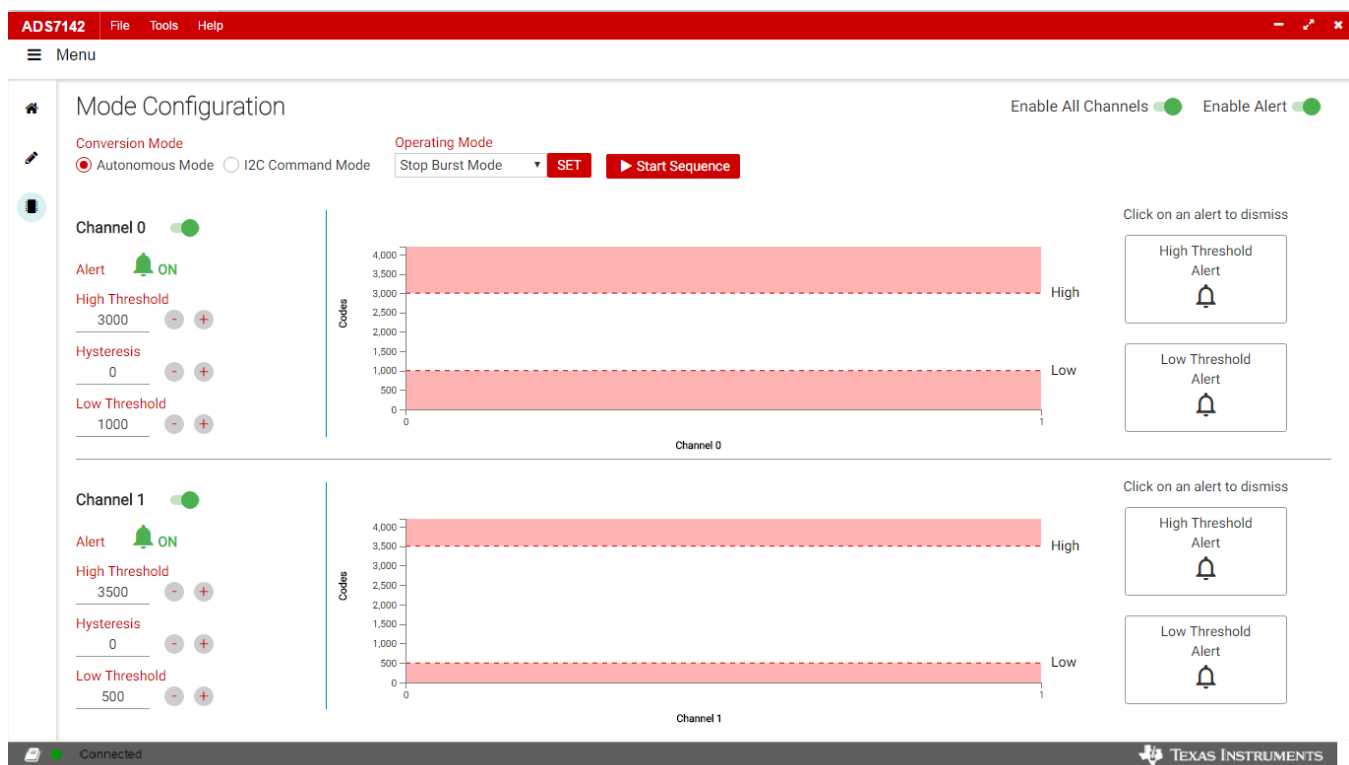 ADS7142 File Tools Help
Menu
Mode Configuration
Enable All Channels Enable Alert
Conversion Mode
Autonomous Mode I2C Command Mode
Operating Mode
Stop Burst Mode SET Start Sequence
Channel 0
Alert ON
High Threshold
3000 - +
Hysteresis
0 - +
Low Threshold
1000 - +
Codes
4,000
3,500
3,000
2,500
2,000
1,500
1,000
500
0
0 1
Channel 0
High
Low
Click on an alert to dismiss
High Threshold
Alert
Low Threshold
Alert
Channel 1
Alert ON
High Threshold
3500 - +
Hysteresis
0 - +
Low Threshold
500 - +
Codes
4,000
3,500
3,000
2,500
2,000
1,500
1,000
500
0
0 1
Channel 1
High
Low
Click on an alert to dismiss
High Threshold
Alert
Low Threshold
Alert
Connected
TEXAS INSTRUMENTS